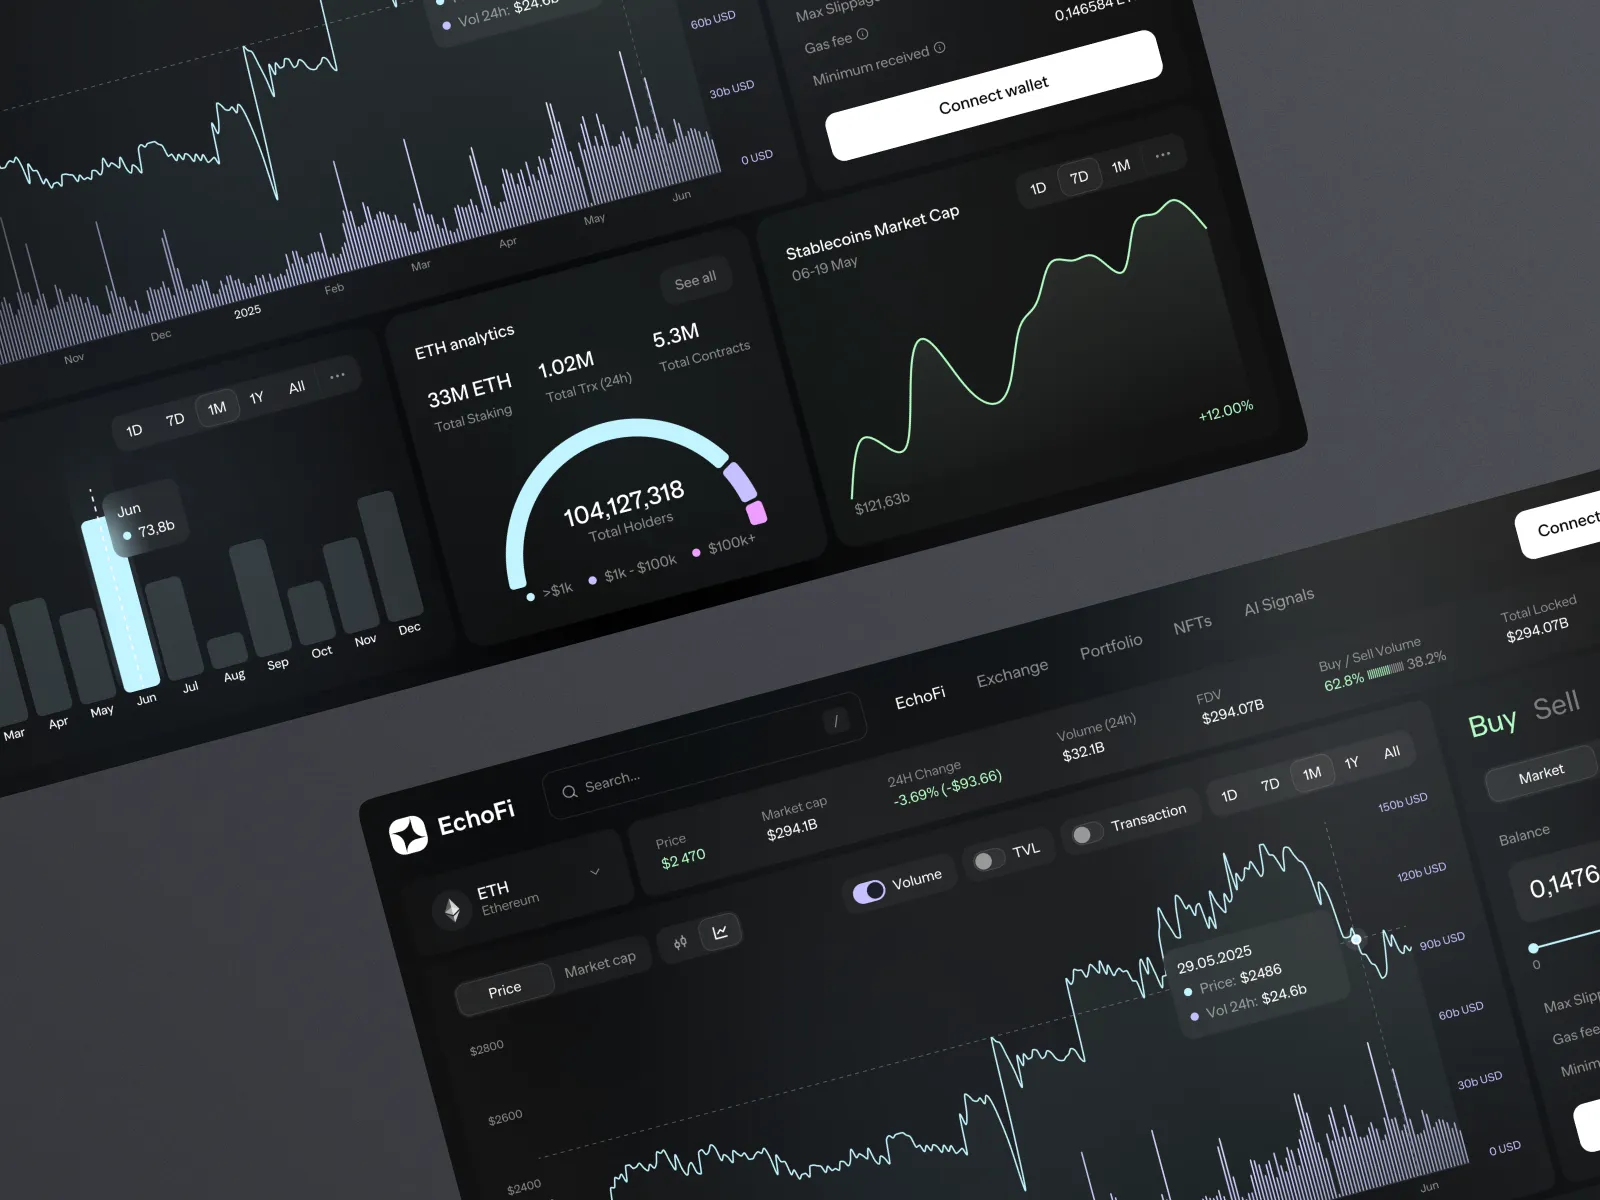 Vol 24h: $24.6b
60b USD
30b USD
0 USD
Nov
Dec
2025
Feb
Mar
Apr
May
Jun
Max Slippage
Gas fee
Minimum received
Connect wallet
1D 7D 1M 1Y All ...
Jun
73,8b
Mar
Apr
May
Jun
Jul
Aug
Sep
Oct
Nov
Dec
ETH analytics
See all
33M ETH
Total Staking
1.02M
Total Trx (24h)
5.3M
Total Contracts
104,127,318
Total Holders
>$1k
$1k - $100k
$100k+
Stablecoins Market Cap
06-19 May
1D 7D 1M ...
$121,63b
+12.00%
EchoFi
Search...
/
EchoFi
Exchange
Portfolio
NFTs
AI Signals
Connect
ETH
Ethereum
Price
$2 470
Market cap
$294.1B
24H Change
-3.69% (-$93.66)
Volume (24h)
$32.1B
FDV
$294.07B
Buy / Sell Volume
62.8% 38.2%
Total Locked
$294.07B
Price
Market cap
Volume
TVL
Transaction
1D 7D 1M 1Y All
$2800
$2600
$2400
29.05.2025
Price: $2486
Vol 24h: $24.6b
150b USD
120b USD
90b USD
60b USD
30b USD
0 USD
Jun
Buy Sell
Market
Balance
0,1476
0
Gas fee